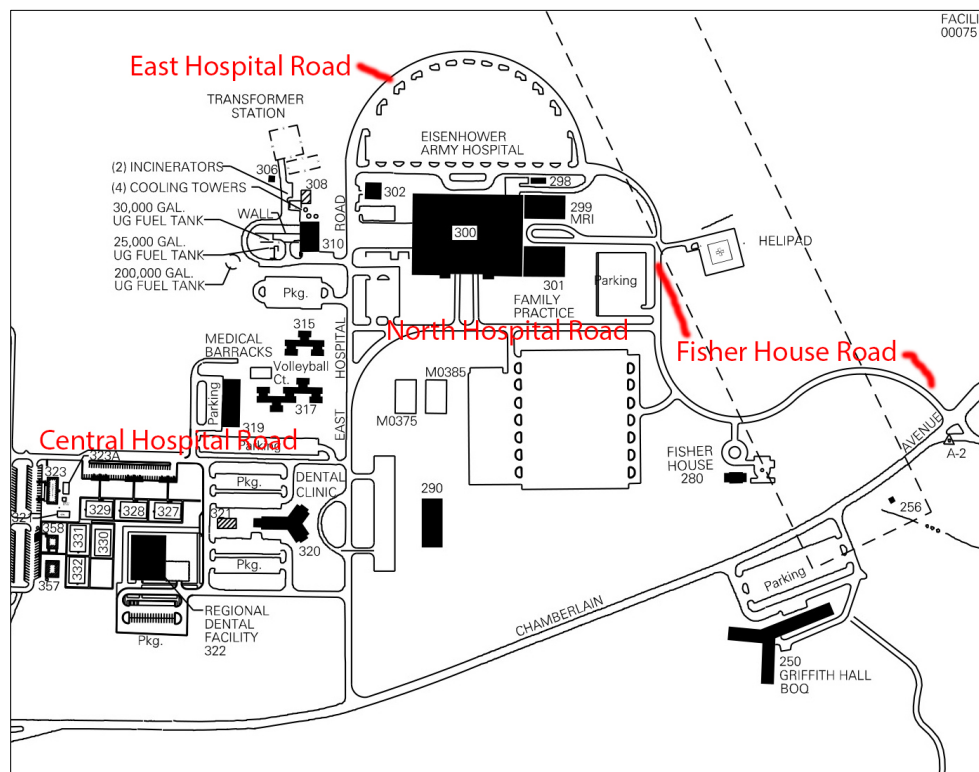 FACILI
00075
East Hospital Road
TRANSFORMER
STATION
EISENHOWER
ARMY HOSPITAL
(2) INCINERATORS
306
308
(4) COOLING TOWERS
30,000 GAL.
UG FUEL TANK
WALL
310
25,000 GAL.
UG FUEL TANK
200,000 GAL.
UG FUEL TANK
ROAD
302
298
299
MRI
300
301
FAMILY
PRACTICE
Parking
HELIPAD
Pkg.
315
North Hospital Road
Fisher House Road
MEDICAL
BARRACKS
Volleyball
Ct.
HOSPITAL
317
M0385
M0375
Parking
319
Parking
EAST
Central Hospital Road
323A
323
FISHER
HOUSE
280
AVENUE
A-2
Pkg.
DENTAL
CLINIC
329
328
327
321
320
290
256
358
331
330
332
357
Pkg.
Parking
CHAMBERLAIN
REGIONAL
DENTAL
FACILITY
322
Pkg.
250
GRIFFITH HALL
BOQ